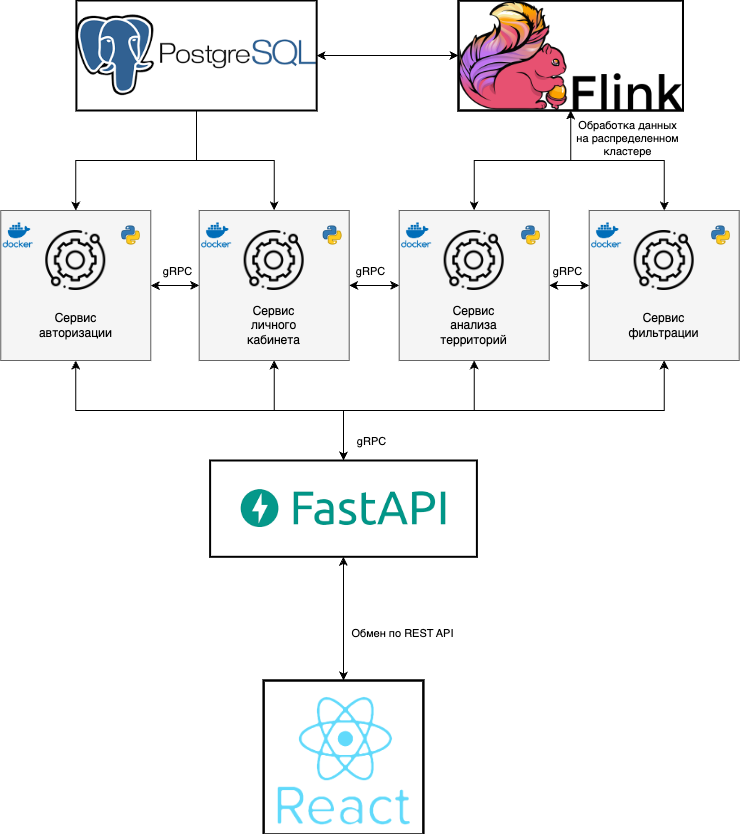 PostgreSQL
Flink
Обработка данных
на распределенном
кластере
docker
docker
docker
docker
gRPC
gRPC
gRPC
Сервис
авторизации
Сервис
личного
кабинета
Сервис
анализа
территорий
Сервис
фильтрации
gRPC
FastAPI
Обмен по REST API
React